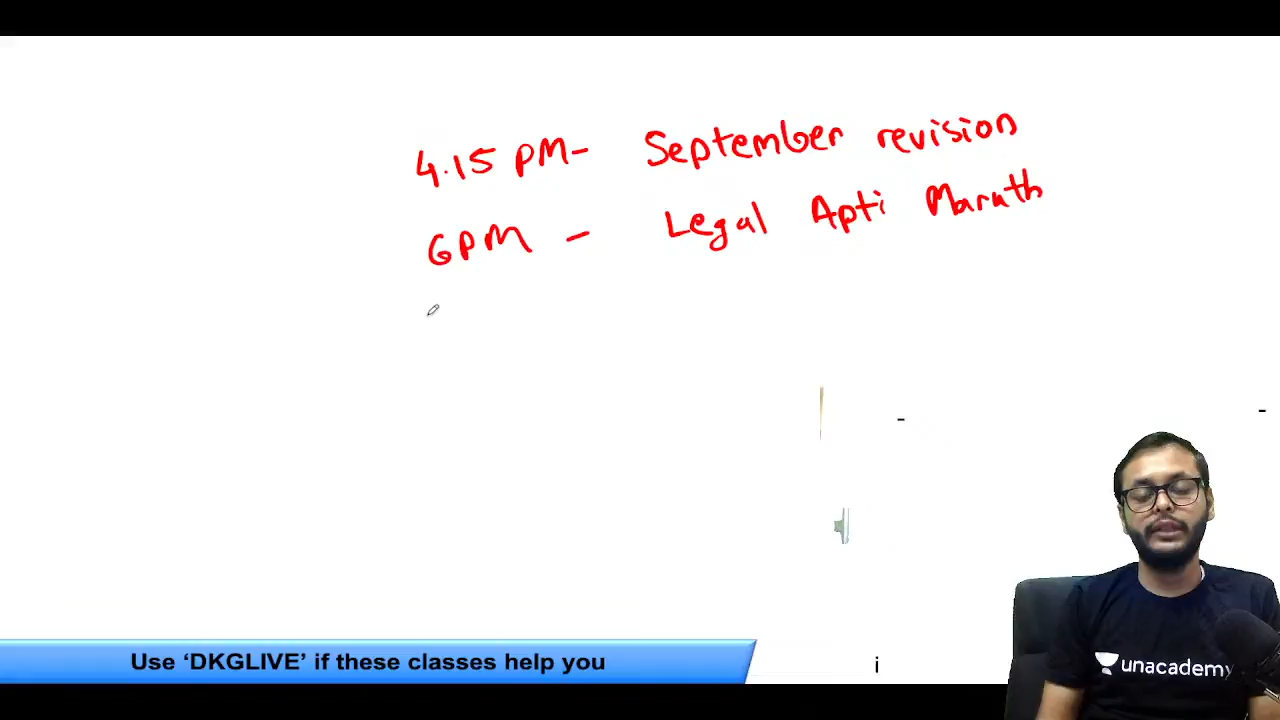 4.15 PM- September revision
6PM - Legal Apti Marath
Use ‘DKGLIVE’ if these classes help you
i
unacademy